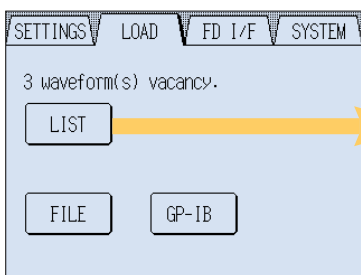 SETTINGS LOAD FD I/F SYSTEM
3 waveform(s) vacancy.
LIST
FILE GP-IB